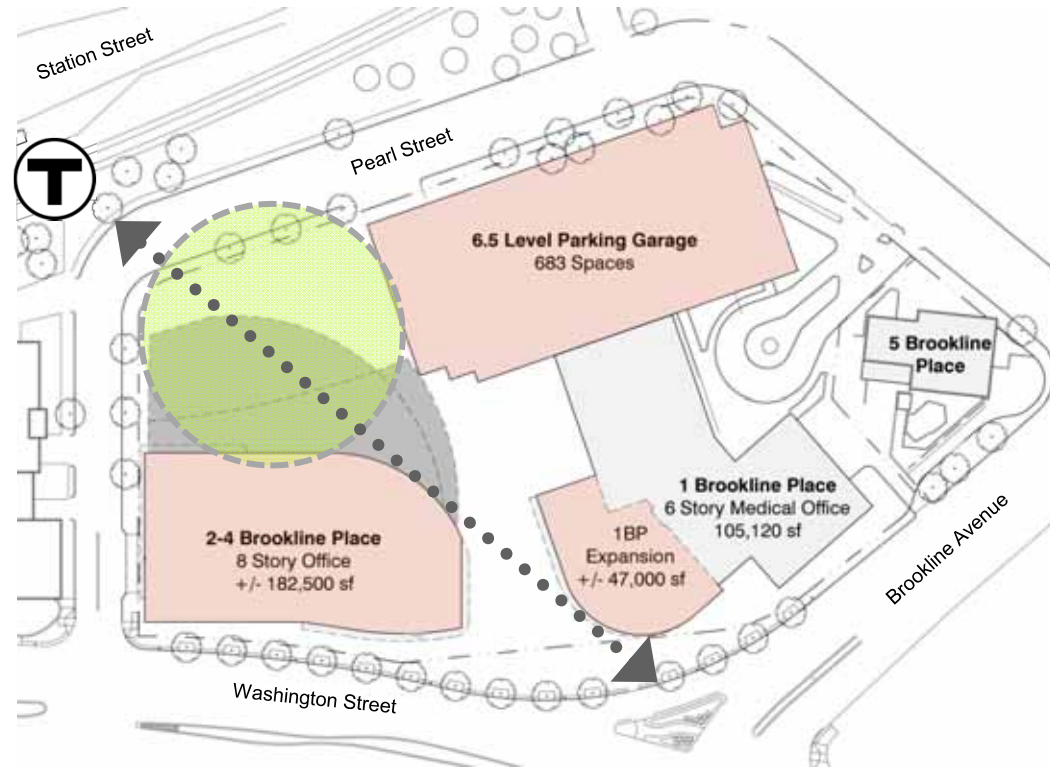 Station Street
T
Pearl Street
6.5 Level Parking Garage
683 Spaces
5 Brookline
Place
1 Brookline Place
6 Story Medical Office
105,120 sf
2-4 Brookline Place
8 Story Office
+/- 182,500 sf
1BP
Expansion
+/- 47,000 sf
Brookline Avenue
Washington Street